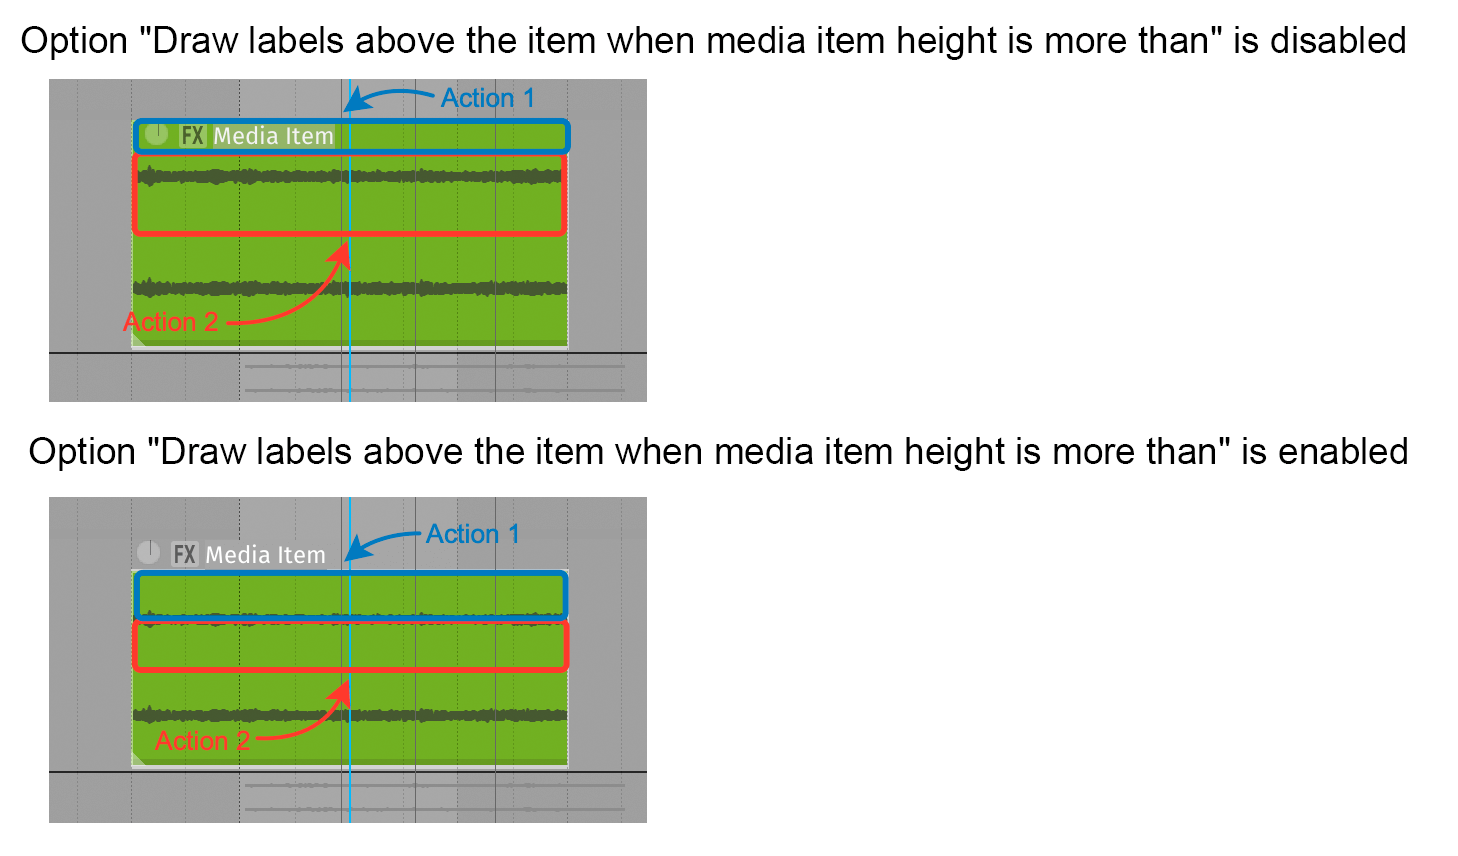 Option "Draw labels above the item when media item height is more than" is disabled
Action 1
FX Media Item
Action 2
Option "Draw labels above the item when media item height is more than" is enabled
Action 1
FX Media Item
Action 2